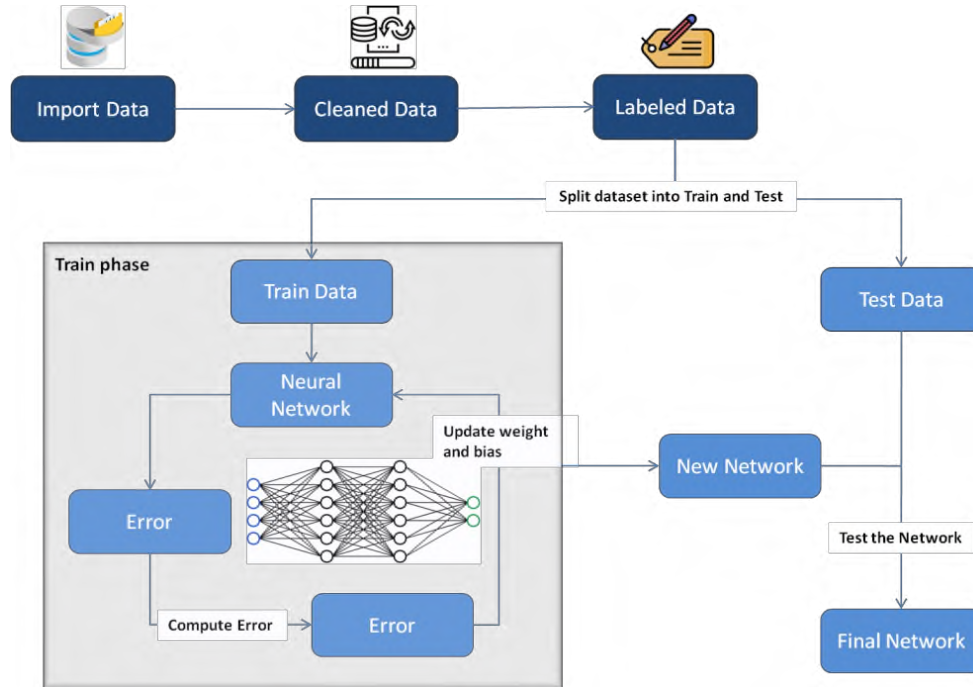 Import Data
Cleaned Data
Labeled Data
Split dataset into Train and Test
Train phase
Train Data
Test Data
Neural
Network
Update weight
and bias
New Network
Error
Test the Network
Compute Error
Error
Final Network